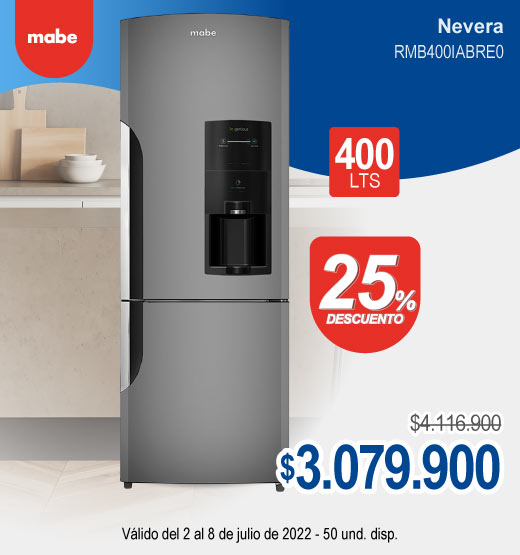 mabe
Nevera
RMB400IABRE0
mabe
400
LTS
25%
DESCUENTO
$4.116.900
$3.079.900
Válido del 2 al 8 de julio de 2022 - 50 und. disp.